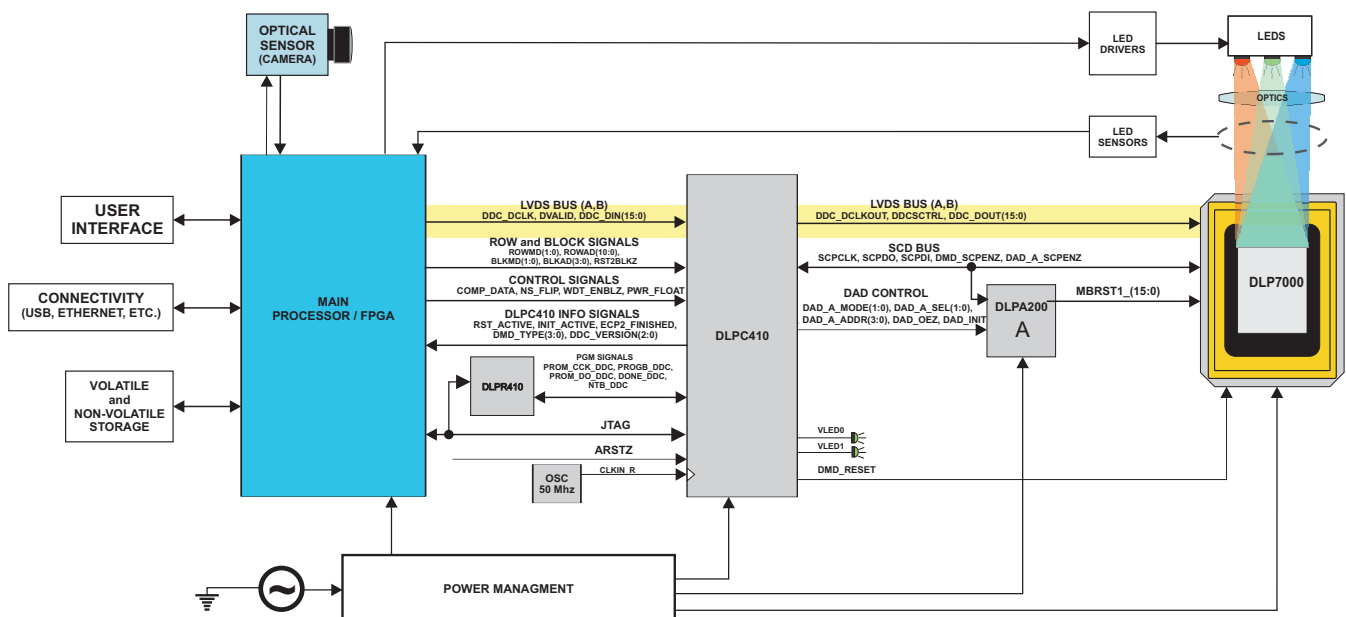 OPTICAL
SENSOR
(CAMERA)
LED
DRIVERS
LEDS
OPTICS
LED
SENSORS
USER
INTERFACE
CONNECTIVITY
(USB, ETHERNET, ETC.)
VOLATILE
and
NON-VOLATILE
STORAGE
MAIN
PROCESSOR / FPGA
LVDS BUS (A,B)
DDC_DCLK, DVALID, DDC_DIN(15:0)
ROW and BLOCK SIGNALS
ROWMD(1:0), ROWAD(10:0),
BLKMD(1:0), BLKAD(3:0), RST2BLKZ
CONTROL SIGNALS
COMP_DATA, NS_FLIP, WDT_ENBLZ, PWR_FLOAT
DLPC410 INFO SIGNALS
RST_ACTIVE, INIT_ACTIVE, ECP2_FINISHED,
DMD_TYPE(3:0), DDC_VERSION(2:0)
PGM SIGNALS
PROM_CCK_DDC, PROGB_DDC,
PROM_DO_DDC, DONE_DDC,
NTB_DDC
DLPR410
JTAG
ARSTZ
OSC
50 Mhz
CLKIN_R
DLPC410
LVDS BUS (A,B)
DDC_DCLKOUT, DDCSCTRL, DDC_DOUT(15:0)
SCD BUS
SCPCLK, SCPDO, SCPDI, DMD_SCPENZ, DAD_A_SCPENZ
DAD CONTROL
DAD_A_MODE(1:0), DAD_A_SEL(1:0),
DAD_A_ADDR(3:0), DAD_OEZ, DAD_INIT
DLPA200
A
MBRST1_(15:0)
DLP7000
VLED0
VLED1
DMD_RESET
POWER MANAGMENT